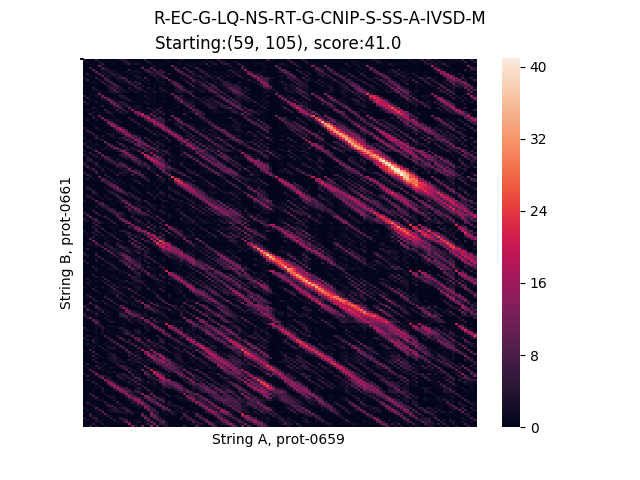 R-EC-G-LQ-NS-RT-G-CNIP-S-SS-A-IVSD-M
Starting:(59, 105), score:41.0
40
32
24
16
8
0
String B, prot-0661
String A, prot-0659